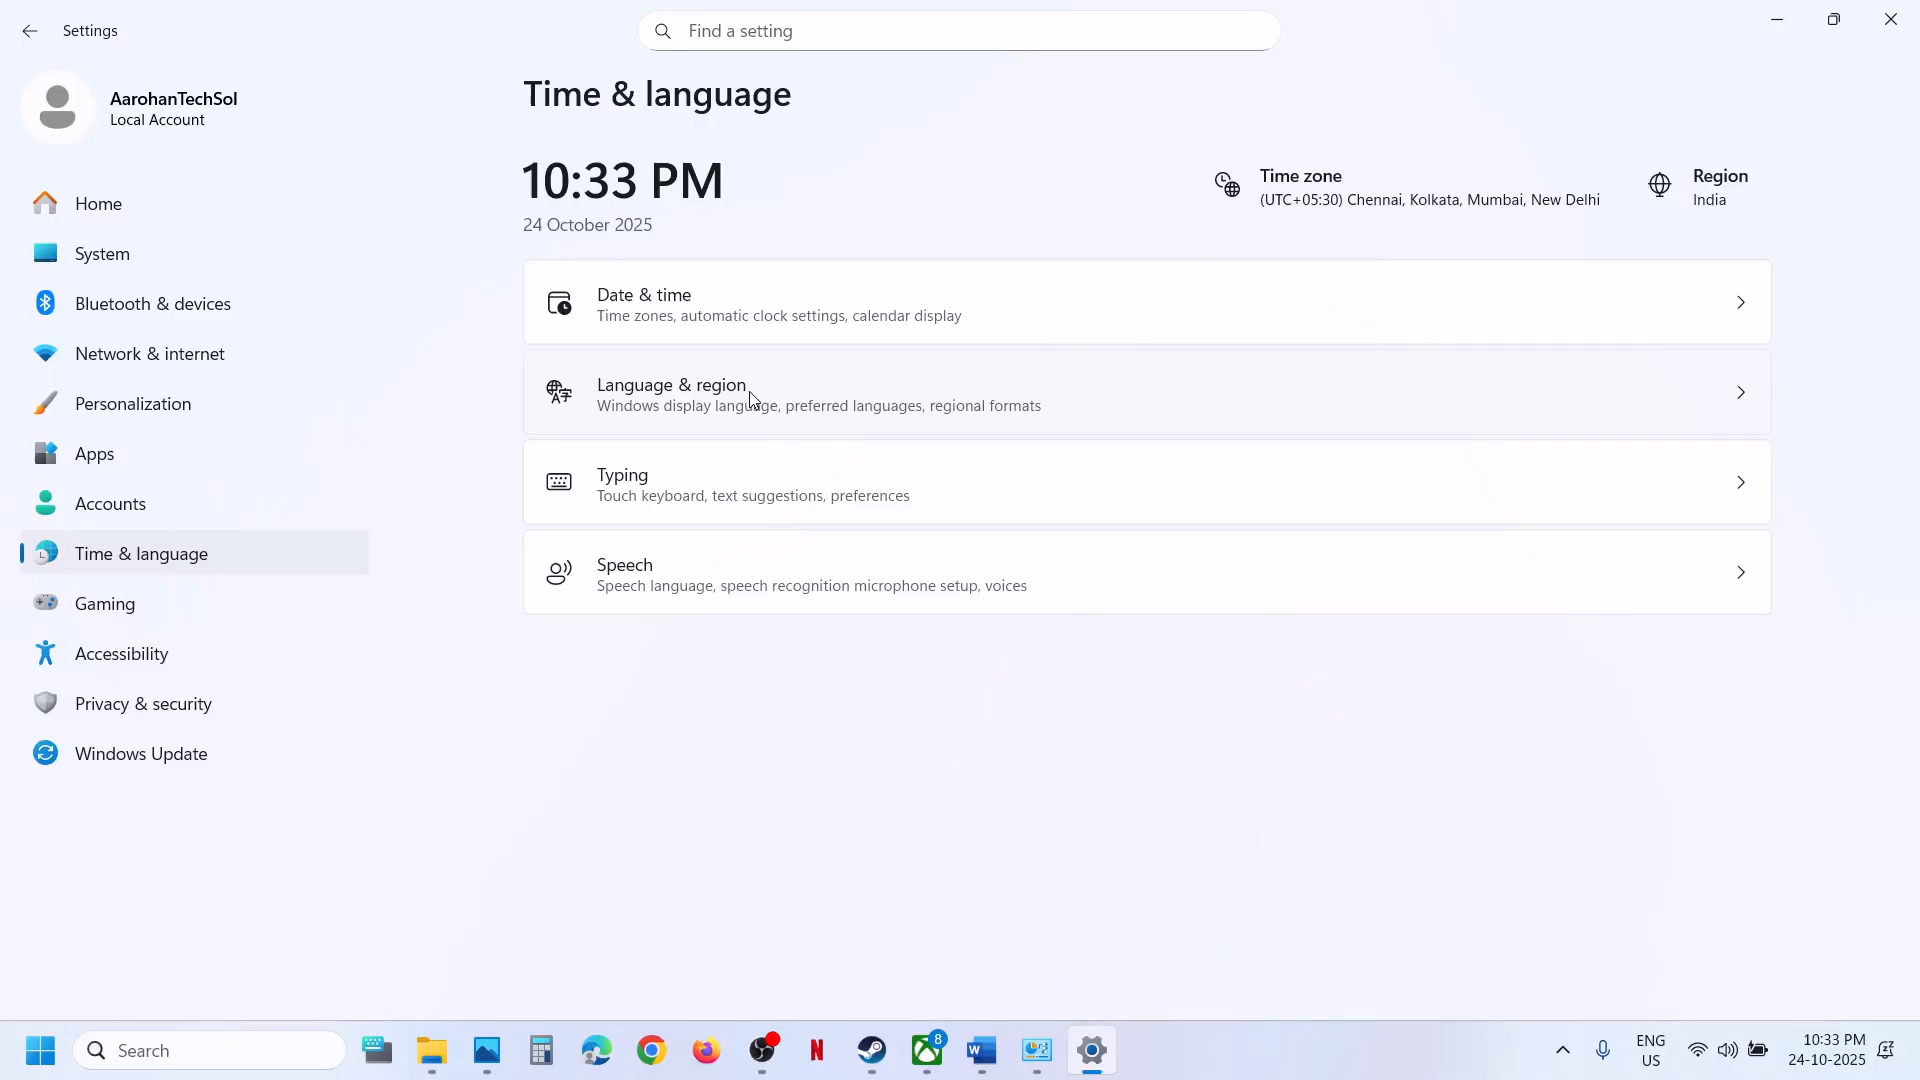 Settings
Find a setting
AarohanTechSol
Local Account
Home
System
Bluetooth & devices
Network & internet
Personalization
Apps
Accounts
Time & language
Gaming
Accessibility
Privacy & security
Windows Update
Time & language
10:33 PM
24 October 2025
Time zone
(UTC+05:30) Chennai, Kolkata, Mumbai, New Delhi
Region
India
Date & time
Time zones, automatic clock settings, calendar display
Language & region
Windows display language, preferred languages, regional formats
Typing
Touch keyboard, text suggestions, preferences
Speech
Speech language, speech recognition microphone setup, voices
Search
8
ENG
US
10:33 PM
24-10-2025